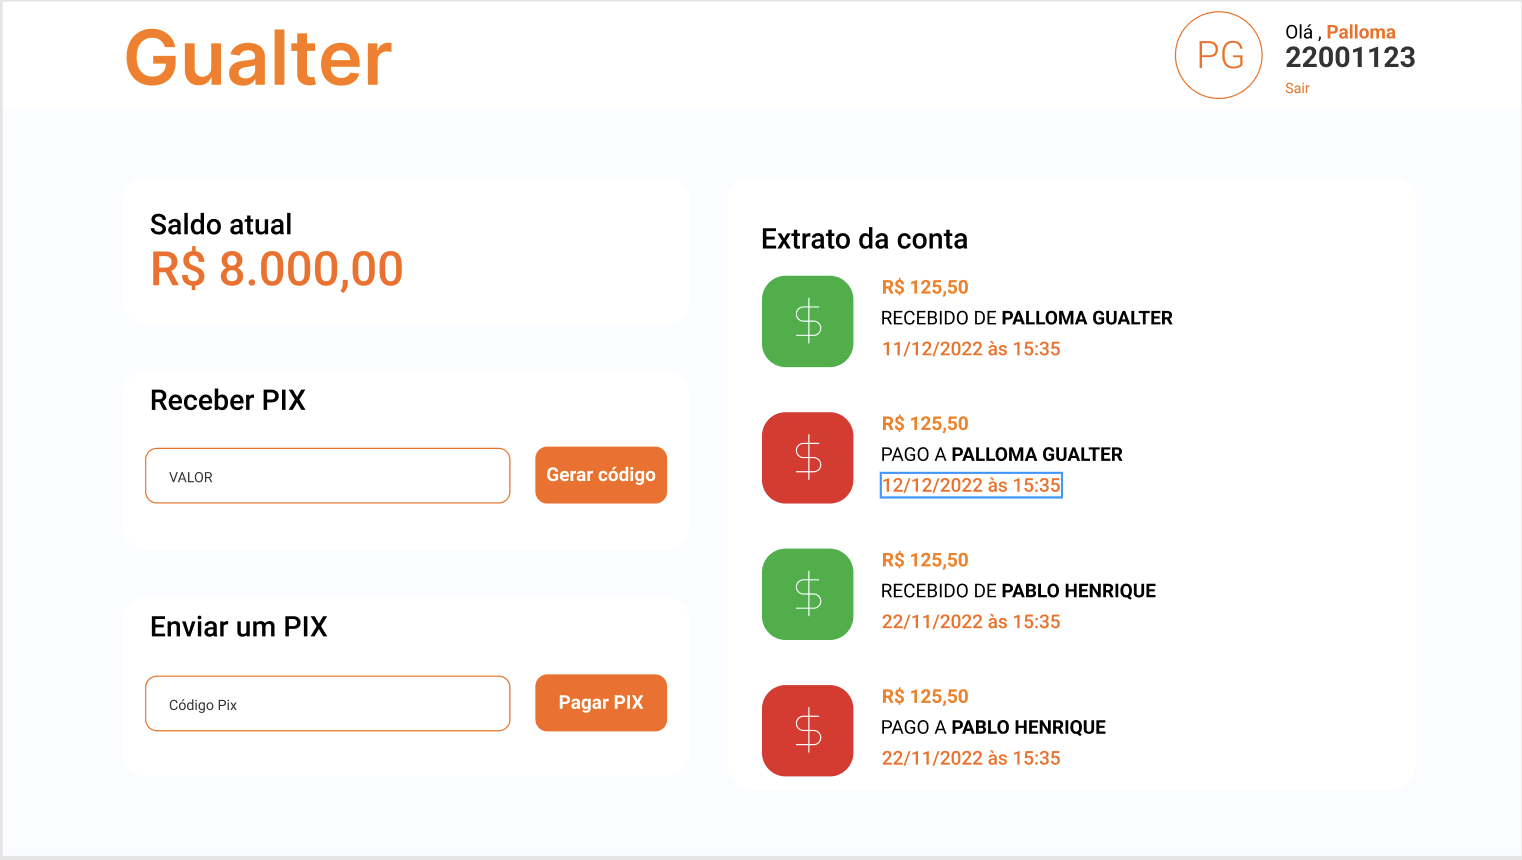 Gualter
PG
Olá , Palloma
22001123
Sair
Saldo atual
R$ 8.000,00
Receber PIX
VALOR
Gerar código
Enviar um PIX
Código Pix
Pagar PIX
Extrato da conta
$
R$ 125,50
RECEBIDO DE PALLOMA GUALTER
11/12/2022 às 15:35
$
R$ 125,50
PAGO A PALLOMA GUALTER
12/12/2022 às 15:35
$
R$ 125,50
RECEBIDO DE PABLO HENRIQUE
22/11/2022 às 15:35
$
R$ 125,50
PAGO A PABLO HENRIQUE
22/11/2022 às 15:35